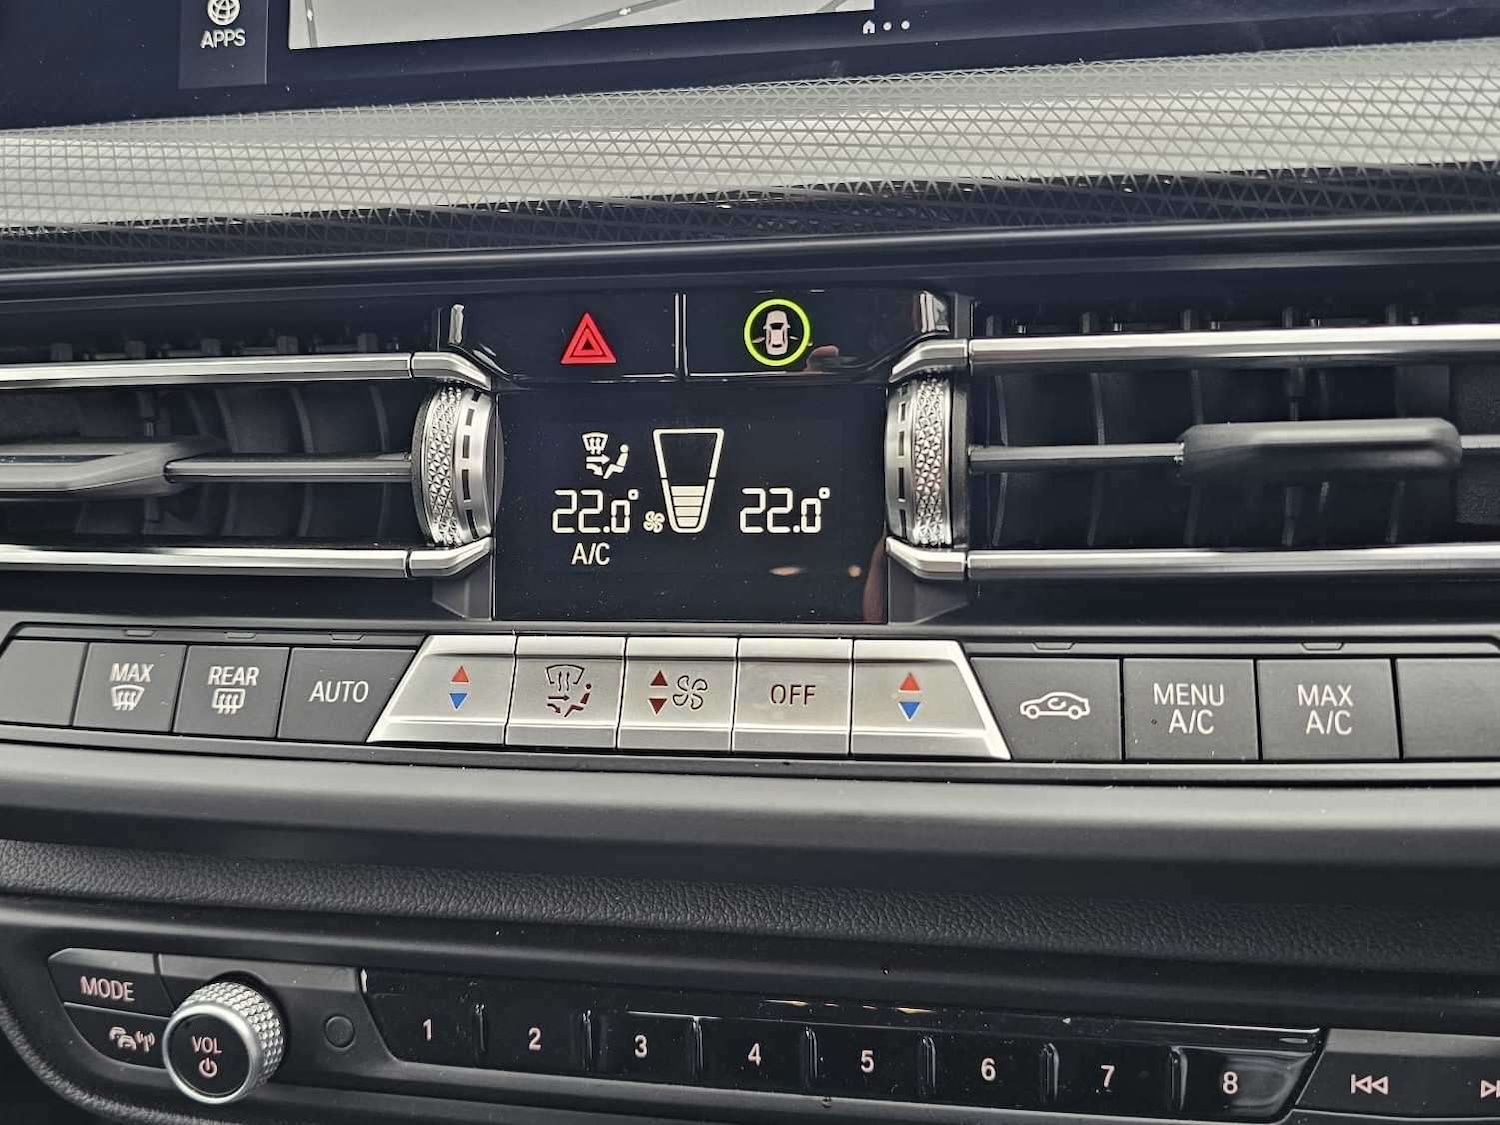 APPS
22.0°
22.0°
A/C
MAX
REAR
AUTO
OFF
MENU
A/C
MAX
A/C
MODE
VOL
1
2
3
4
5
6
7
8